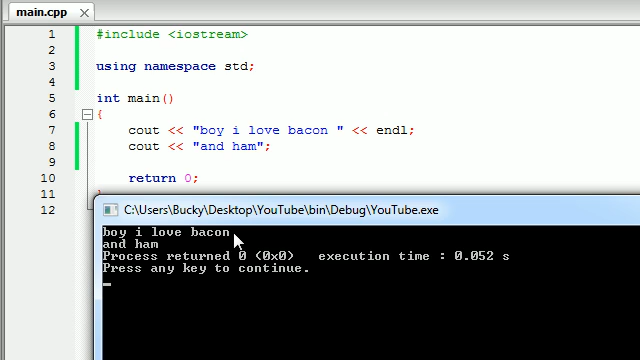 main.cpp
1 #include <iostream>
2
3 using namespace std;
4
5 int main()
6 {
7 cout << "boy i love bacon " << endl;
8 cout << "and ham";
9
10 return 0;
11
12
C:\Users\Bucky\Desktop\YouTube\bin\Debug\YouTube.exe
boy i love bacon
and ham
Process returned 0 (0x0) execution time : 0.052 s
Press any key to continue.